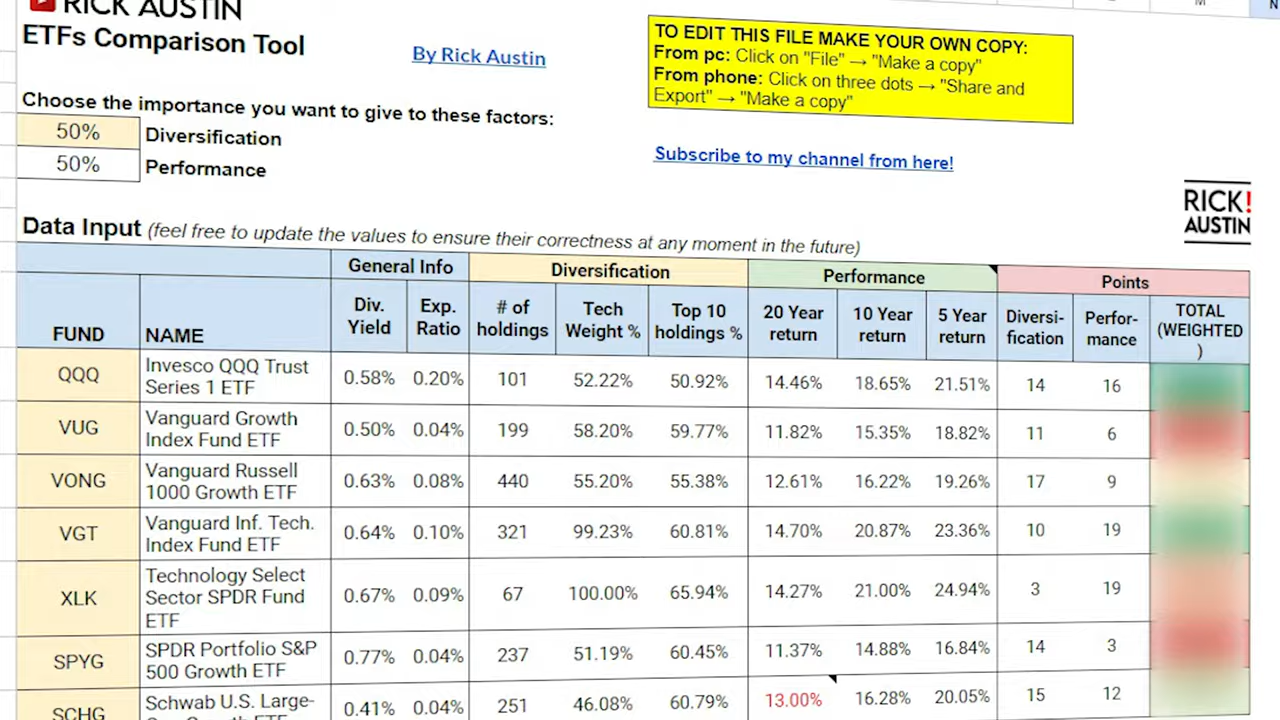 RICK AUSTIN
ETFs Comparison Tool
By Rick Austin
TO EDIT THIS FILE MAKE YOUR OWN COPY:
From pc: Click on "File" → "Make a copy"
From phone: Click on three dots → "Share and
Export" → "Make a copy"
Choose the importance you want to give to these factors:
50% Diversification
50% Performance
Subscribe to my channel from here!
RICK!
AUSTIN
Data Input (feel free to update the values to ensure their correctness at any moment in the future)
General Info Diversification Performance Points
FUND NAME Div. Yield Exp. Ratio # of holdings Tech Weight % Top 10 holdings % 20 Year return 10 Year return 5 Year return Diversi-fication Perfor-mance TOTAL (WEIGHTED)
QQQ Invesco QQQ Trust Series 1 ETF 0.58% 0.20% 101 52.22% 50.92% 14.46% 18.65% 21.51% 14 16
VUG Vanguard Growth Index Fund ETF 0.50% 0.04% 199 58.20% 59.77% 11.82% 15.35% 18.82% 11 6
VONG Vanguard Russell 1000 Growth ETF 0.63% 0.08% 440 55.20% 55.38% 12.61% 16.22% 19.26% 17 9
VGT Vanguard Inf. Tech. Index Fund ETF 0.64% 0.10% 321 99.23% 60.81% 14.70% 20.87% 23.36% 10 19
XLK Technology Select Sector SPDR Fund ETF 0.67% 0.09% 67 100.00% 65.94% 14.27% 21.00% 24.94% 3 19
SPYG SPDR Portfolio S&P 500 Growth ETF 0.77% 0.04% 237 51.19% 60.45% 11.37% 14.88% 16.84% 14 3
SCHG Schwab U.S. Large- 0.41% 0.04% 251 46.08% 60.79% 13.00% 16.28% 20.05% 15 12